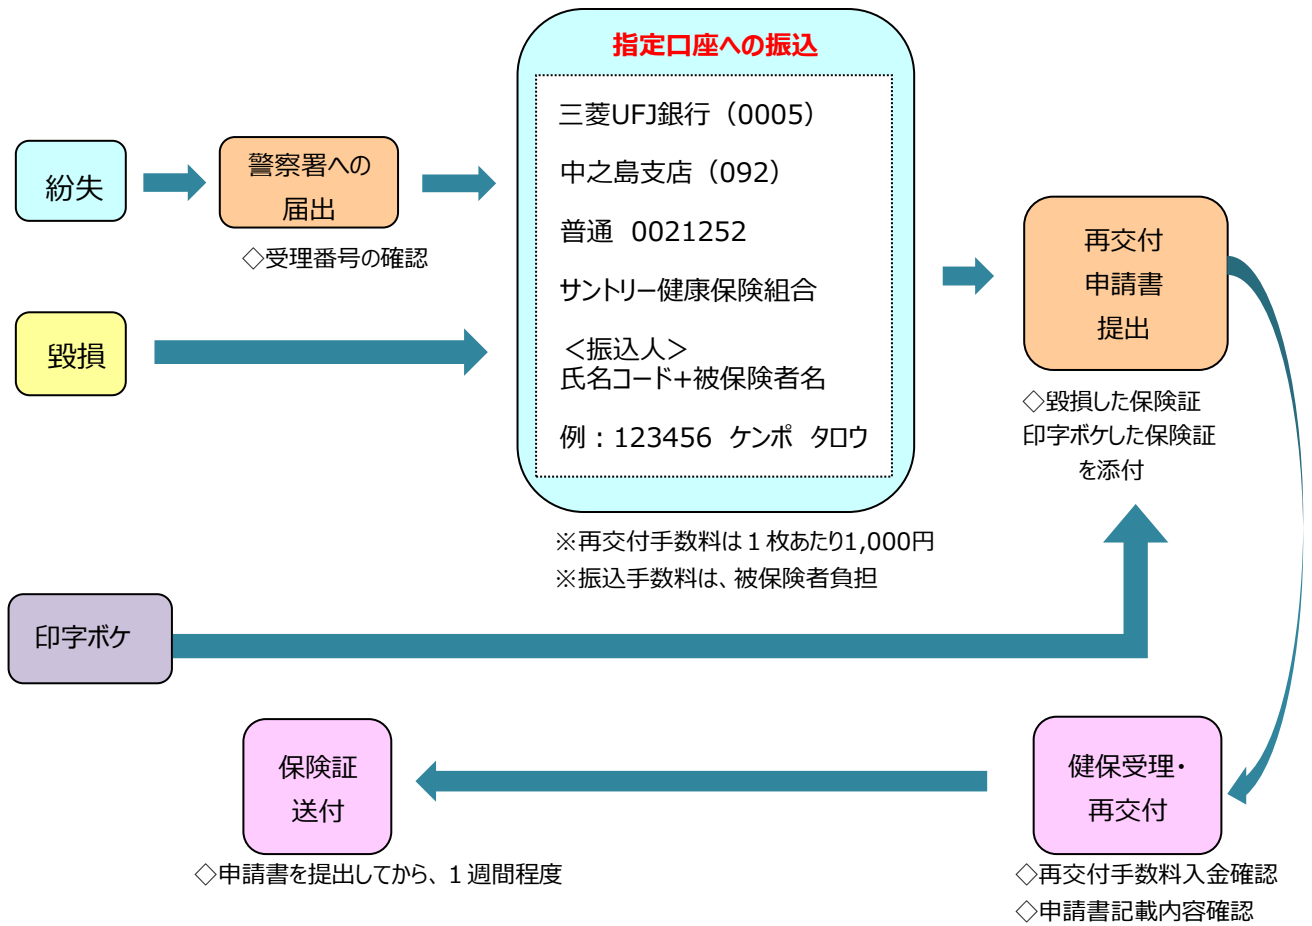 指定口座への振込
三菱UFJ銀行（0005）
中之島支店（092）
普通 0021252
サントリー健康保険組合
＜振込人＞
氏名コード+被保険者名
例：123456 ケンポ タロウ
※再交付手数料は１枚あたり1,000円
※振込手数料は、被保険者負担
紛失
警察署への
届出
◇受理番号の確認
毀損
再交付
申請書
提出
◇毀損した保険証
印字ボケした保険証
を添付
印字ボケ
保険証
送付
◇申請書を提出してから、１週間程度
健保受理・
再交付
◇再交付手数料入金確認
◇申請書記載内容確認